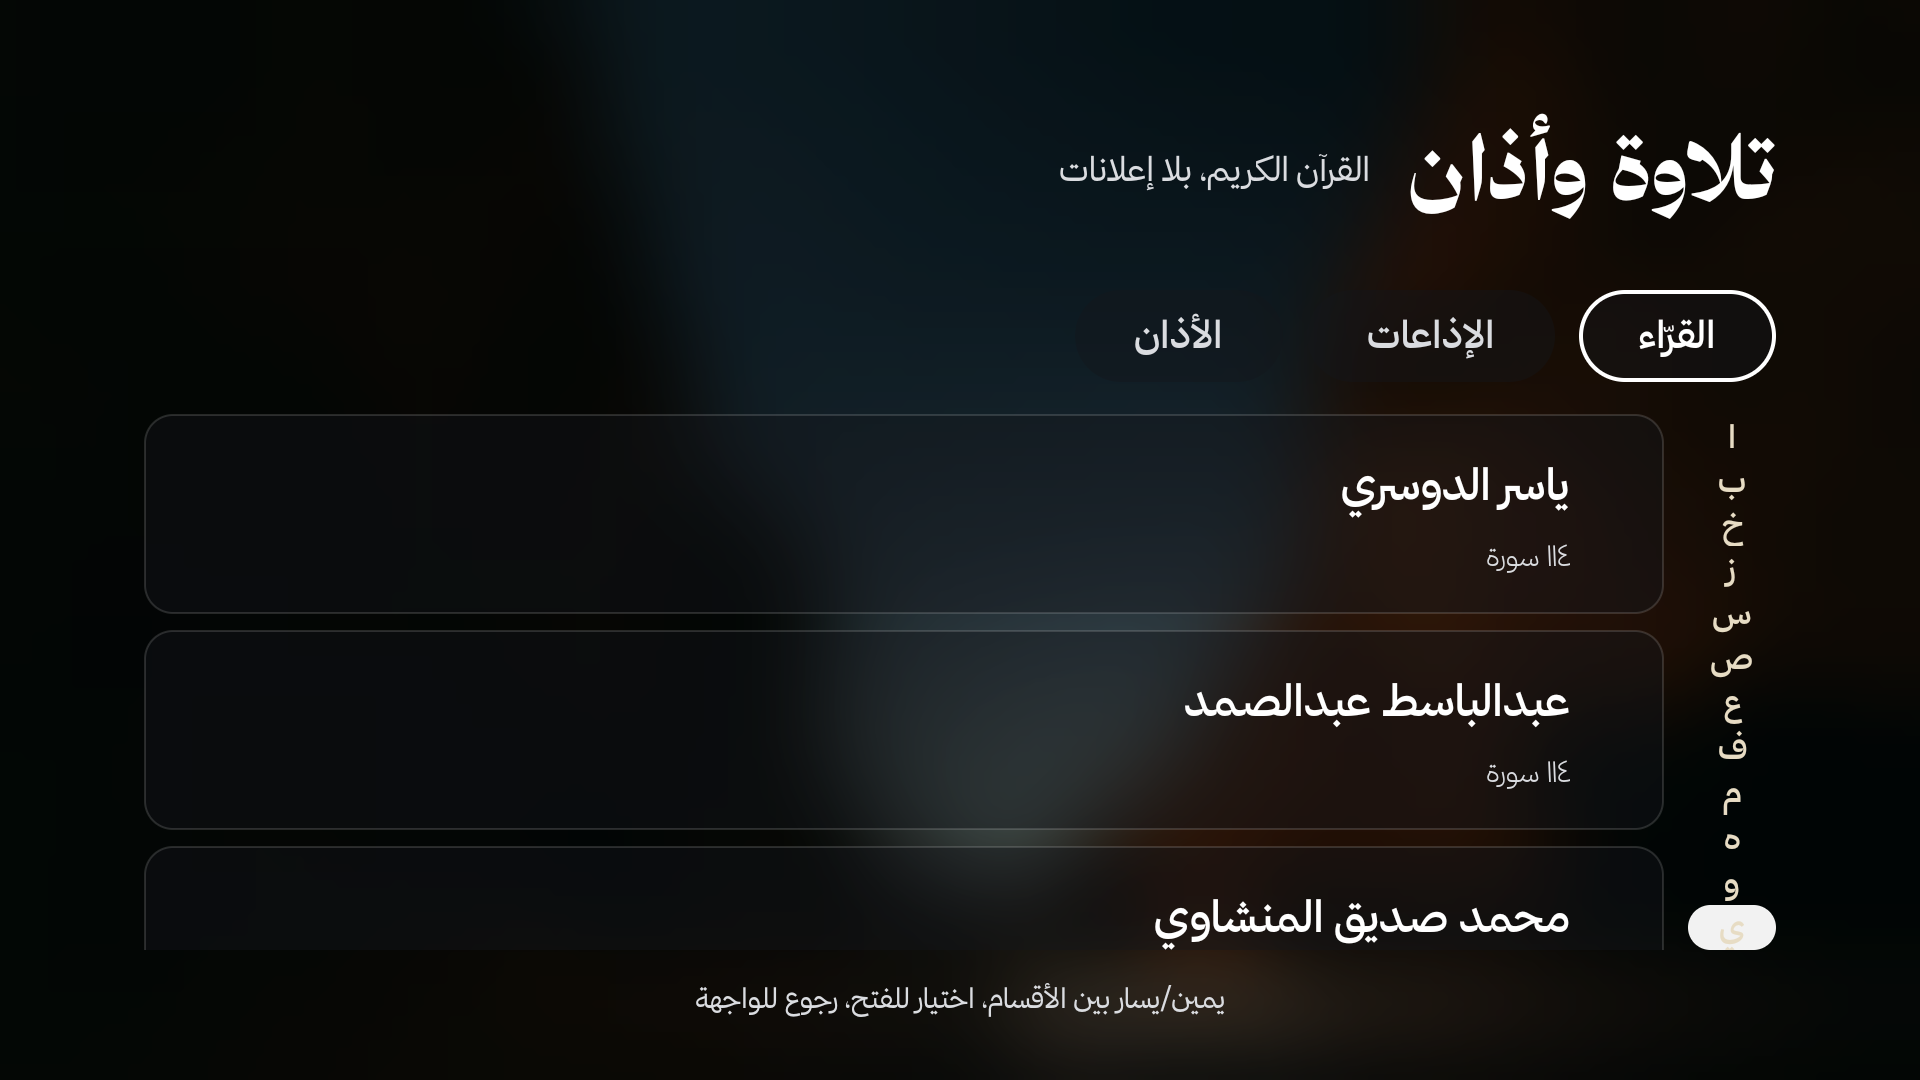 تلاوة وأذان
القرآن الكريم، بلا إعلانات
القرّاء
الإذاعات
الأذان
ا
ب
خ
ز
س
ص
ع
ف
م
ه
و
ي
ياسر الدوسري
١١٤ سورة
عبدالباسط عبدالصمد
١١٤ سورة
محمد صديق المنشاوي
يمين/يسار بين الأقسام، اختيار للفتح، رجوع للواجهة